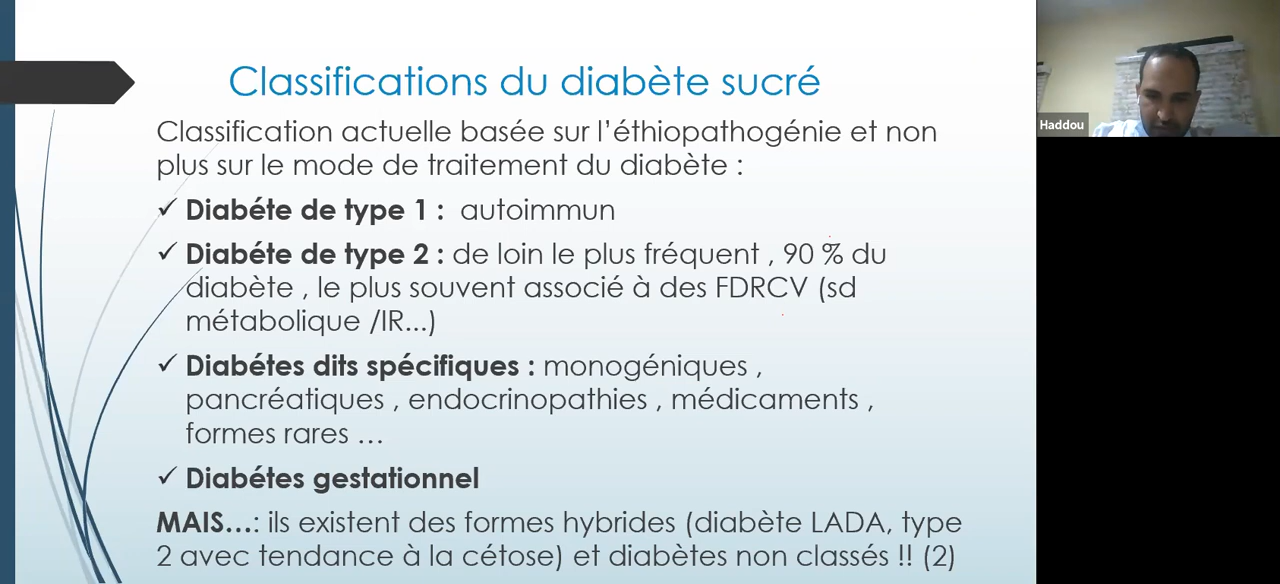 Classifications du diabète sucré
Classification actuelle basée sur l'éthiopathogénie et non
plus sur le mode de traitement du diabète :
✓ Diabéte de type 1 : autoimmun
✓ Diabéte de type 2 : de loin le plus fréquent , 90 % du
diabète , le plus souvent associé à des FDRCV (sd
métabolique /IR...)
✓ Diabétes dits spécifiques : monogéniques ,
pancréatiques , endocrinopathies , médicaments ,
formes rares ...
✓ Diabétes gestationnel
MAIS...: ils existent des formes hybrides (diabète LADA, type
2 avec tendance à la cétose) et diabètes non classés !! (2)
Haddou